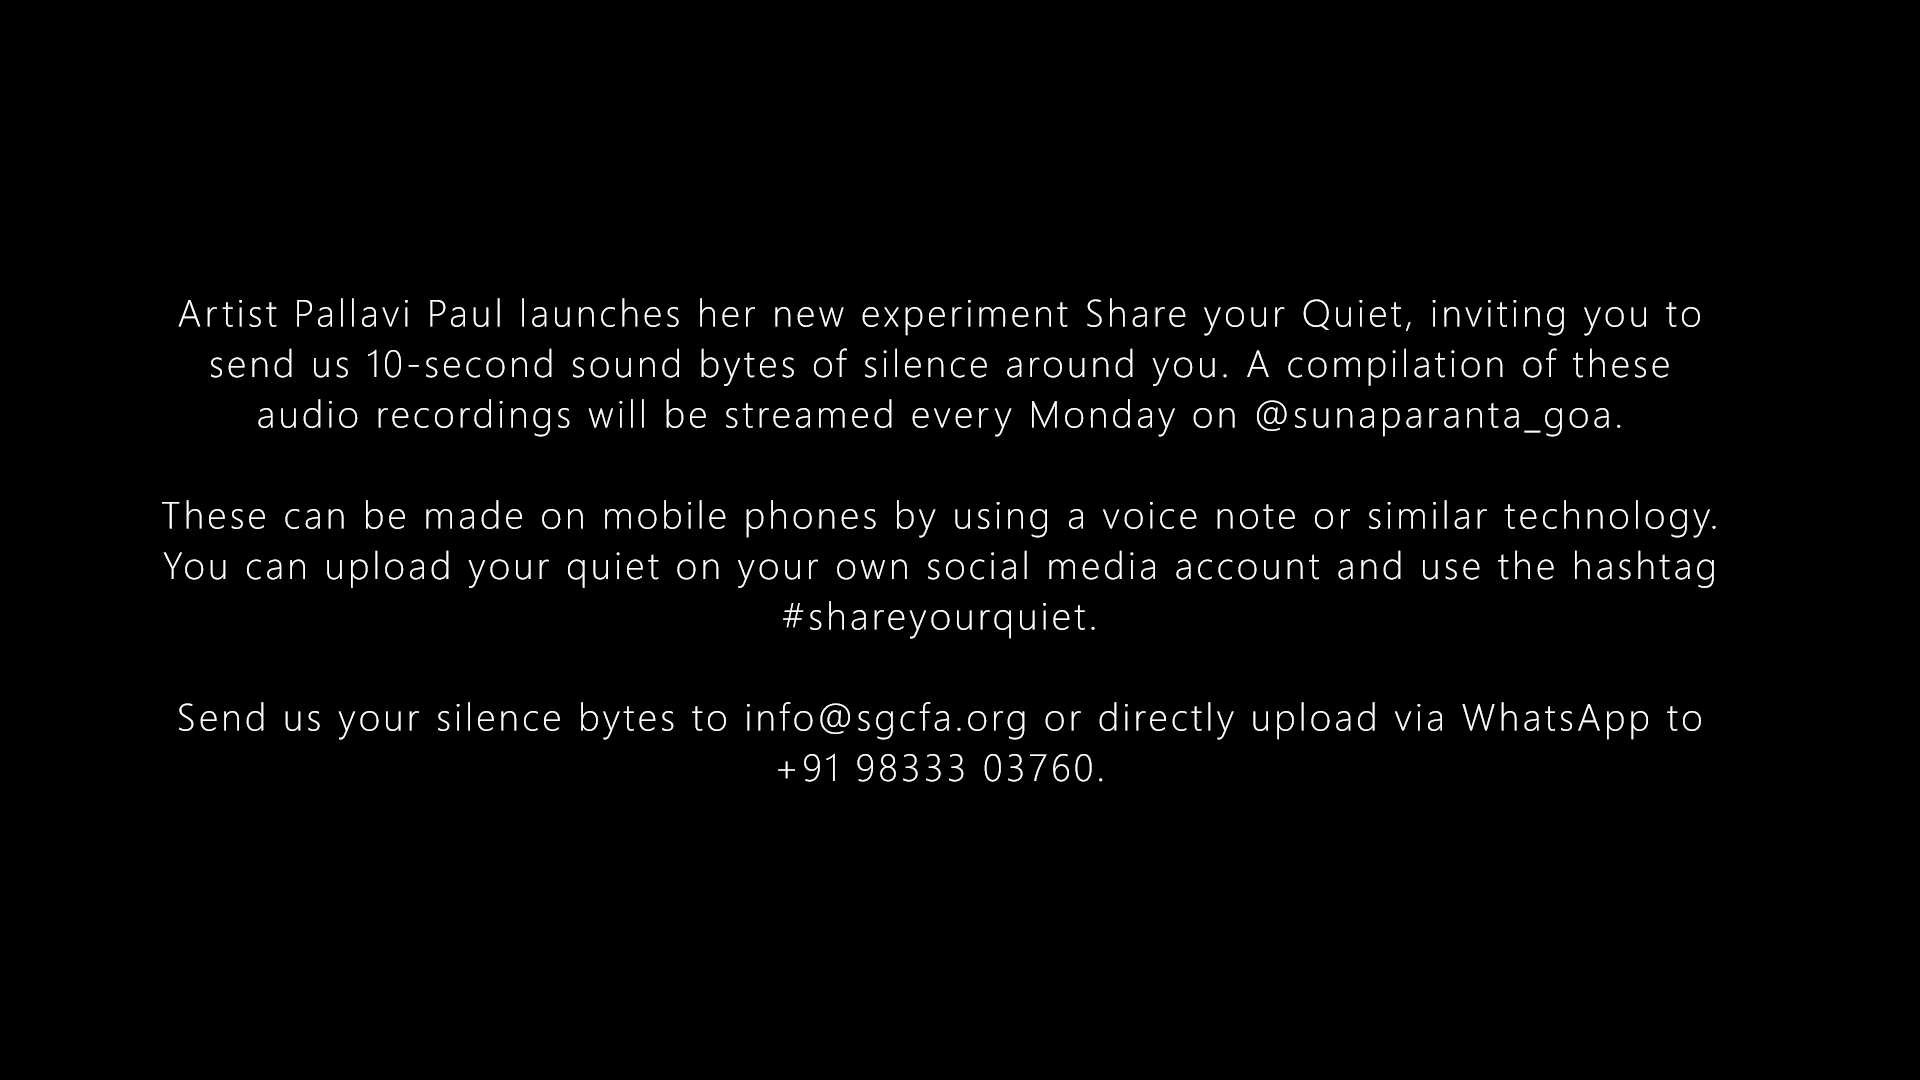 Artist Pallavi Paul launches her new experiment Share your Quiet, inviting you to
send us 10-second sound bytes of silence around you. A compilation of these
audio recordings will be streamed every Monday on @sunaparanta_goa.
These can be made on mobile phones by using a voice note or similar technology.
You can upload your quiet on your own social media account and use the hashtag
#shareyourquiet.
Send us your silence bytes to info@sgcfa.org or directly upload via WhatsApp to
+91 98333 03760.